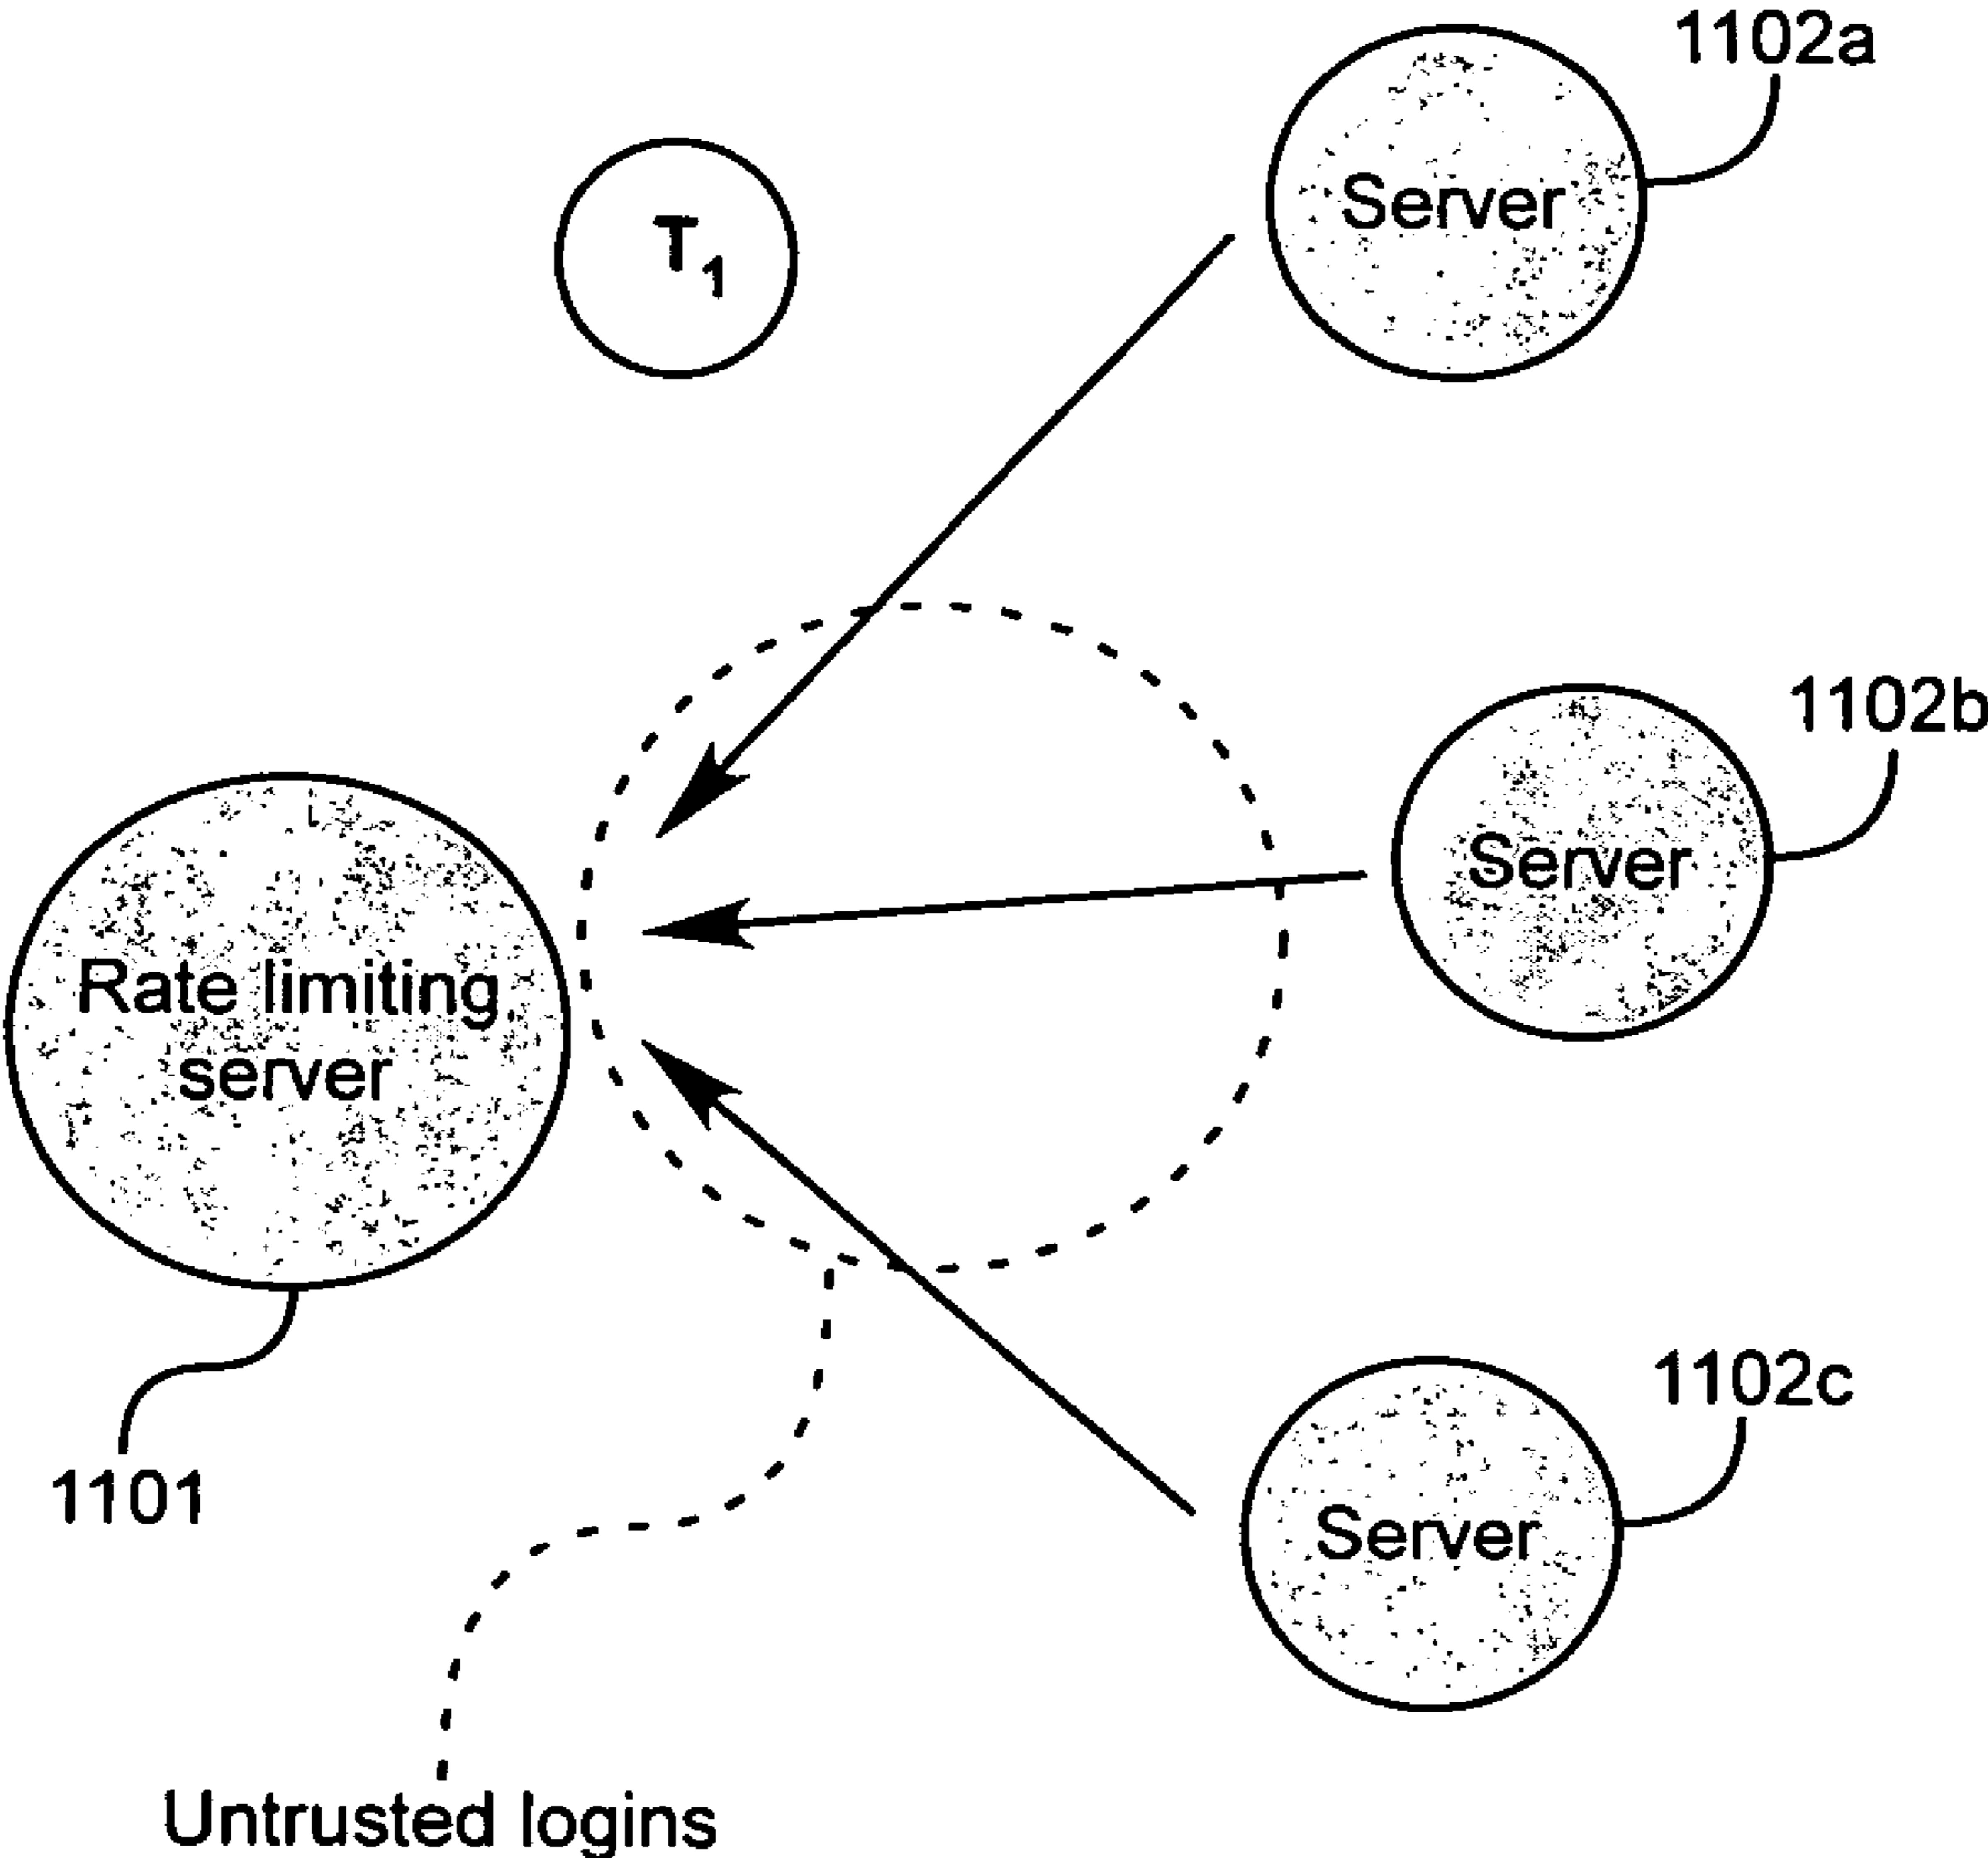 1102a
Server
T1
1102b
Server
Rate limiting
server
1102c
Server
1101
Untrusted logins